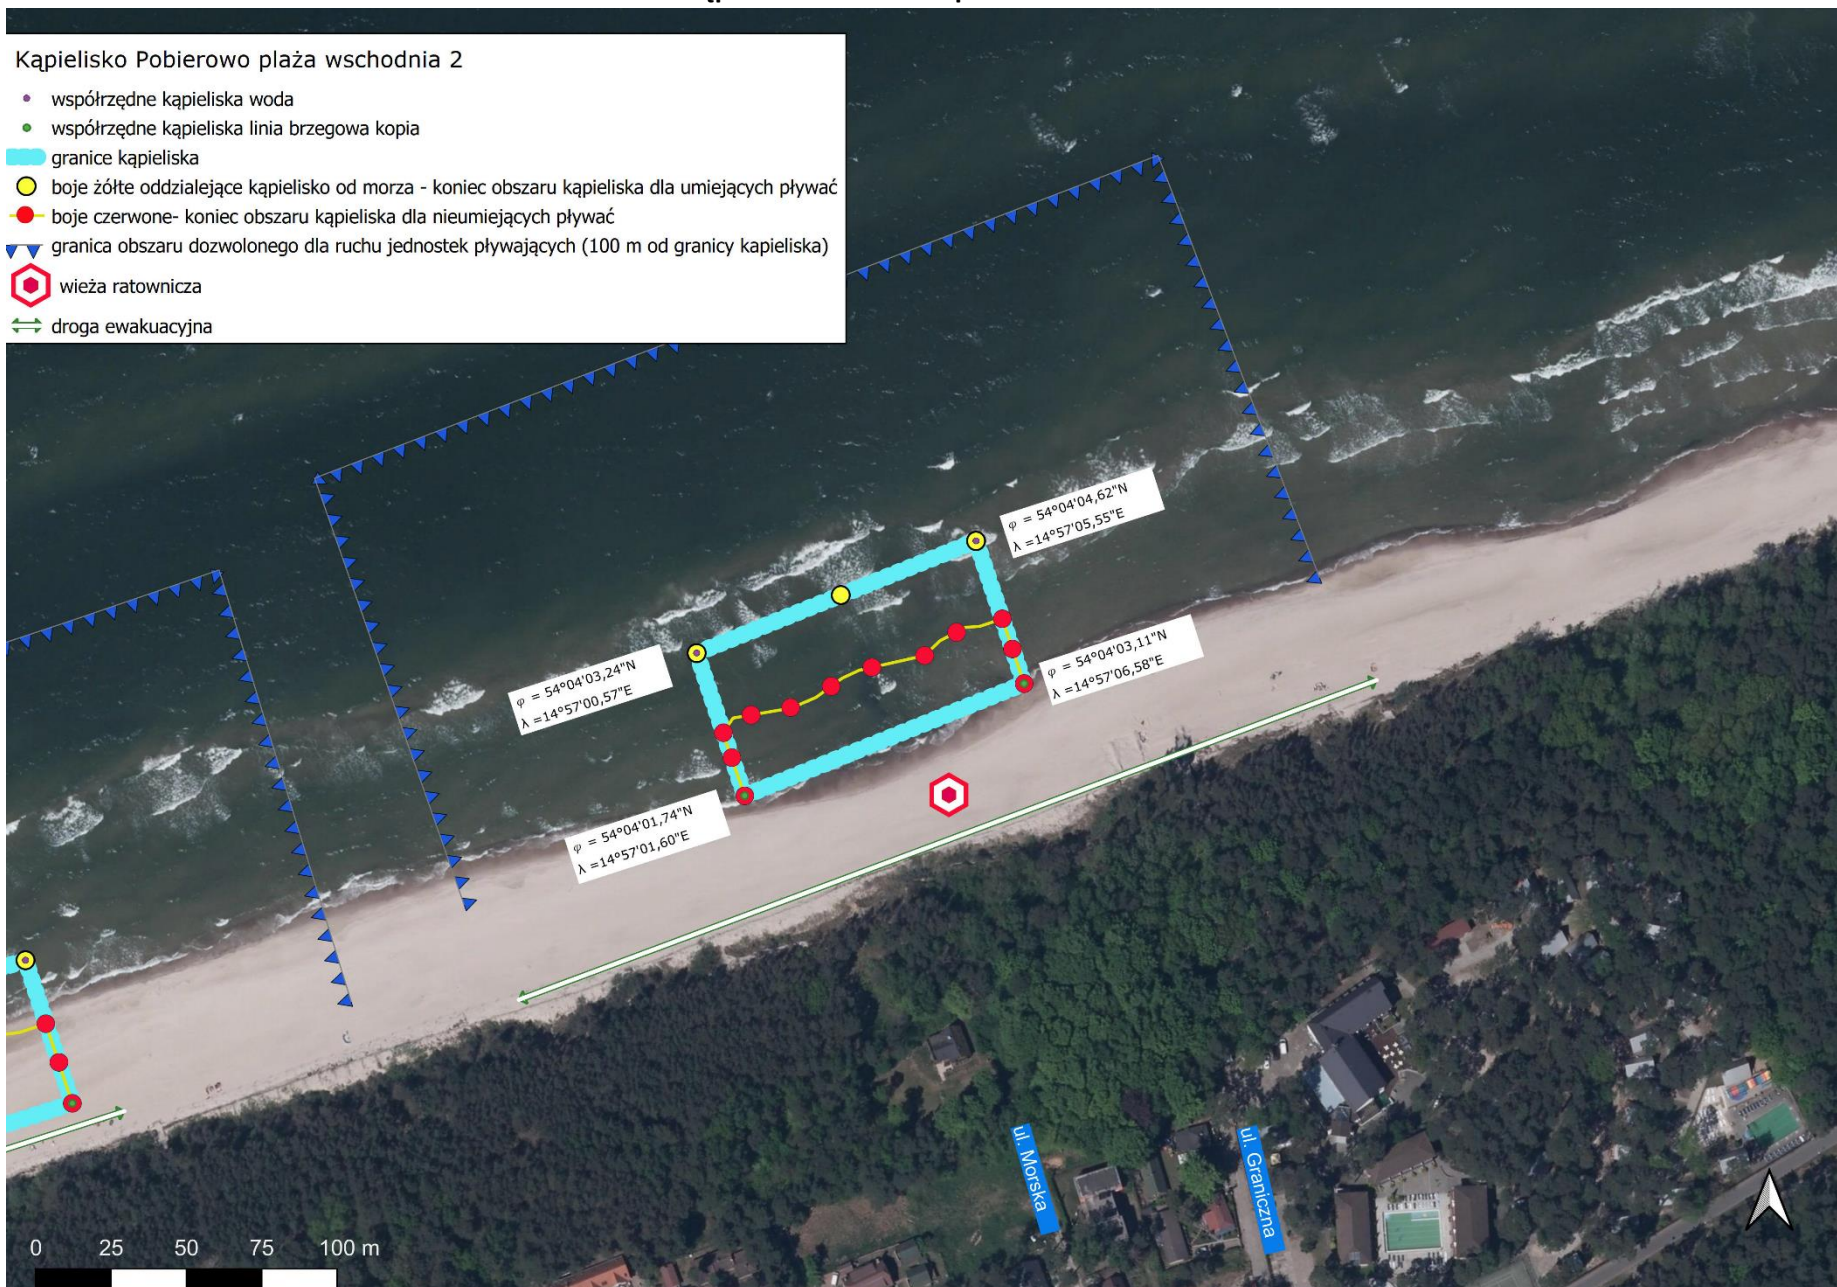 Kąpielisko Pobierowo plaża wschodnia 2
współrzędne kąpieliska woda
współrzędne kąpieliska linia brzegowa kopia
granice kąpieliska
boje żółte oddzialejące kąpielisko od morza - koniec obszaru kąpieliska dla umiejących pływać
boje czerwone- koniec obszaru kąpieliska dla nieumiejących pływać
granica obszaru dozwolonego dla ruchu jednostek pływających (100 m od granicy kapieliska)
wieża ratownicza
droga ewakuacyjna
φ = 54°04'04,62"N
λ =14°57'05,55"E
φ = 54°04'03,24"N
λ =14°57'00,57"E
φ = 54°04'03,11"N
λ =14°57'06,58"E
φ = 54°04'01,74"N
λ =14°57'01,60"E
ul. Morska
ul. Graniczna
0 25 50 75 100 m